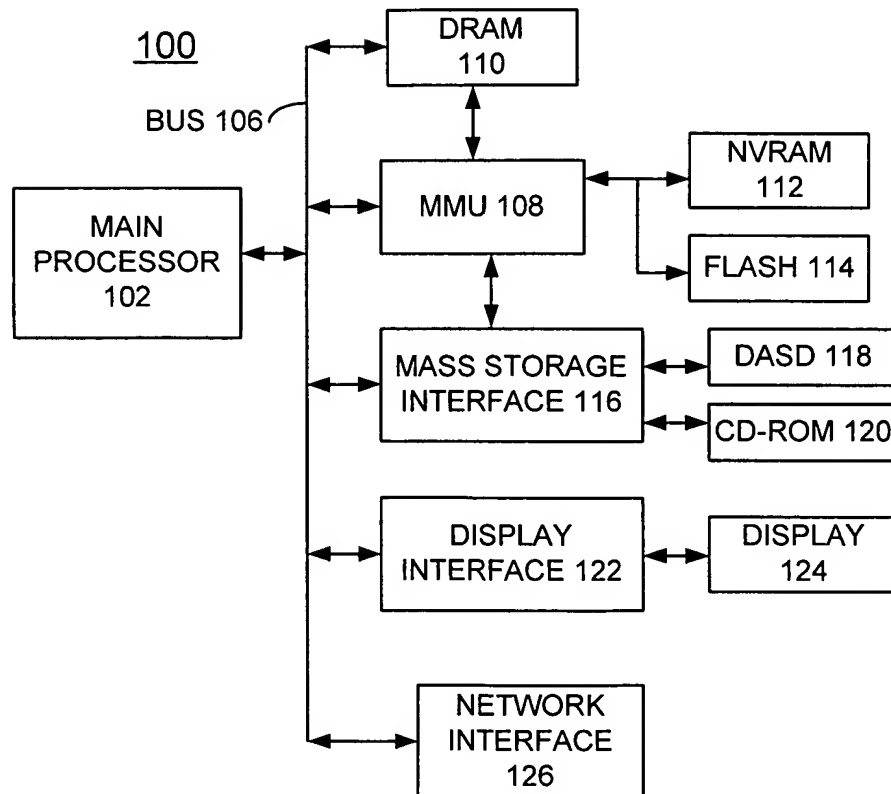 100
DRAM
110
BUS 106
NVRAM
112
MMU 108
MAIN
PROCESSOR
102
FLASH 114
MASS STORAGE
INTERFACE 116
DASD 118
CD-ROM 120
DISPLAY
INTERFACE 122
DISPLAY
124
NETWORK
INTERFACE
126